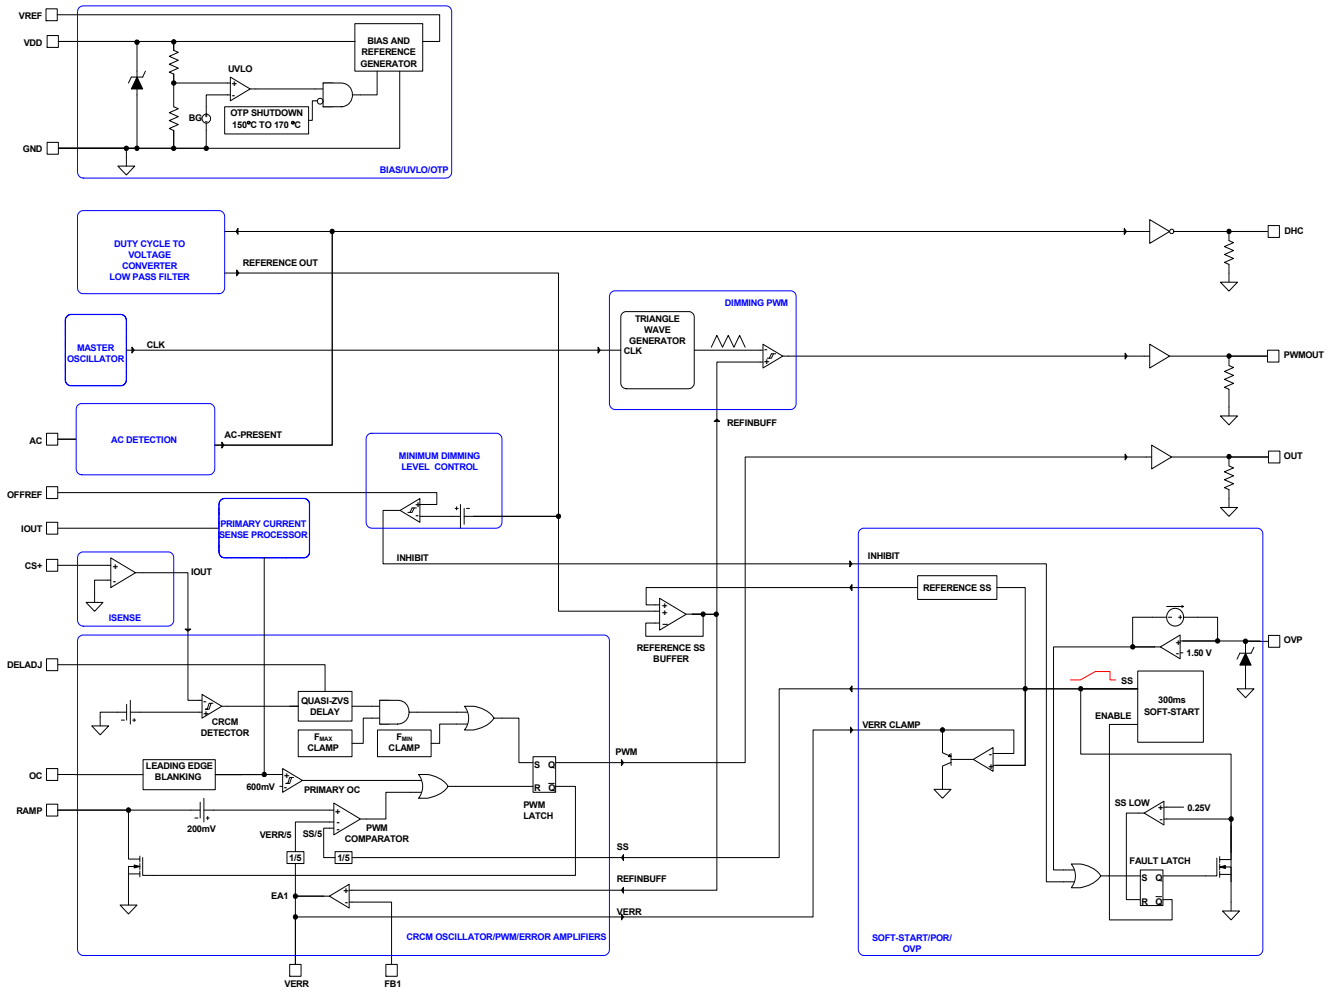 VREF
VDD
BIAS AND
REFERENCE
GENERATOR
UVLO
+
-
BG
OTP SHUTDOWN
150°C TO 170 °C
GND
BIAS/UVLO/OTP
DUTY CYCLE TO
VOLTAGE
CONVERTER
LOW PASS FILTER
REFERENCE OUT
DHC
DIMMING PWM
TRIANGLE
WAVE
GENERATOR
CLK
-
+
MASTER
OSCILLATOR
CLK
PWMOUT
REFINBUFF
AC
AC DETECTION
AC-PRESENT
MINIMUM DIMMING
LEVEL CONTROL
+
-
+ -
OUT
OFFREF
IOUT
PRIMARY CURRENT
SENSE PROCESSOR
CS+
+
-
IOUT
ISENSE
INHIBIT
INHIBIT
REFERENCE SS
+
+
-
REFERENCE SS
BUFFER
- +
+
-
1.50 V
OVP
DELADJ
QUASI-ZVS
DELAY
- +
-
+
CRCM
DETECTOR
FMAX
CLAMP
FMIN
CLAMP
SS
300ms
SOFT-START
ENABLE
VERR CLAMP
-
+
PWM
S Q
R Q
PWM
LATCH
OC
LEADING EDGE
BLANKING
600mV
+
-
PRIMARY OC
RAMP
- +
200mV
+
-
-
PWM
COMPARATOR
VERR/5
SS/5
1/5
1/5
SS
SS LOW
+
-
0.25V
FAULT LATCH
S Q
R Q
REFINBUFF
EA1
+
-
VERR
CRCM OSCILLATOR/PWM/ERROR AMPLIFIERS
SOFT-START/POR/
OVP
VERR
FB1